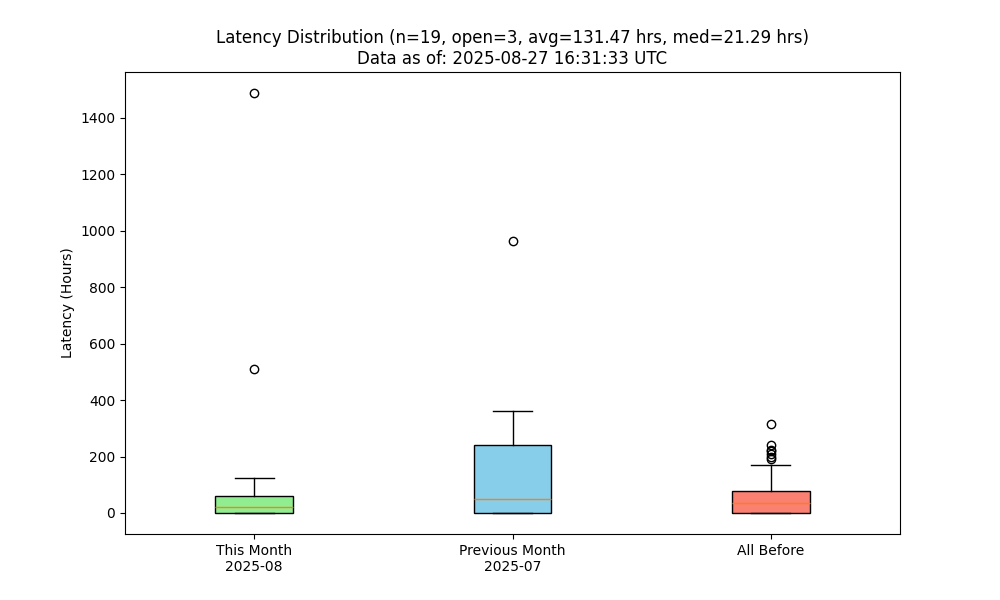 Latency Distribution (n=19, open=3, avg=131.47 hrs, med=21.29 hrs)
Data as of: 2025-08-27 16:31:33 UTC
Latency (Hours)
1400
1200
1000
800
600
400
200
0
This Month
2025-08
Previous Month
2025-07
All Before